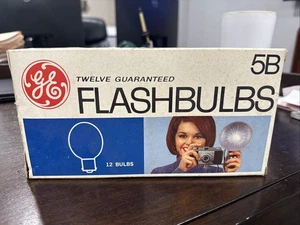 GE
5B
TWELVE GUARANTEED
FLASHBULBS
12 BULBS